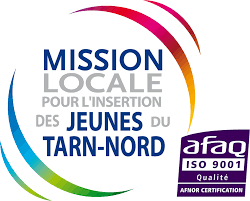 MISSION
LOCALE
POUR L'INSERTION
DES JEUNES DU
TARN-NORD
afaq
ISO 9001
Qualité
AFNOR CERTIFICATION